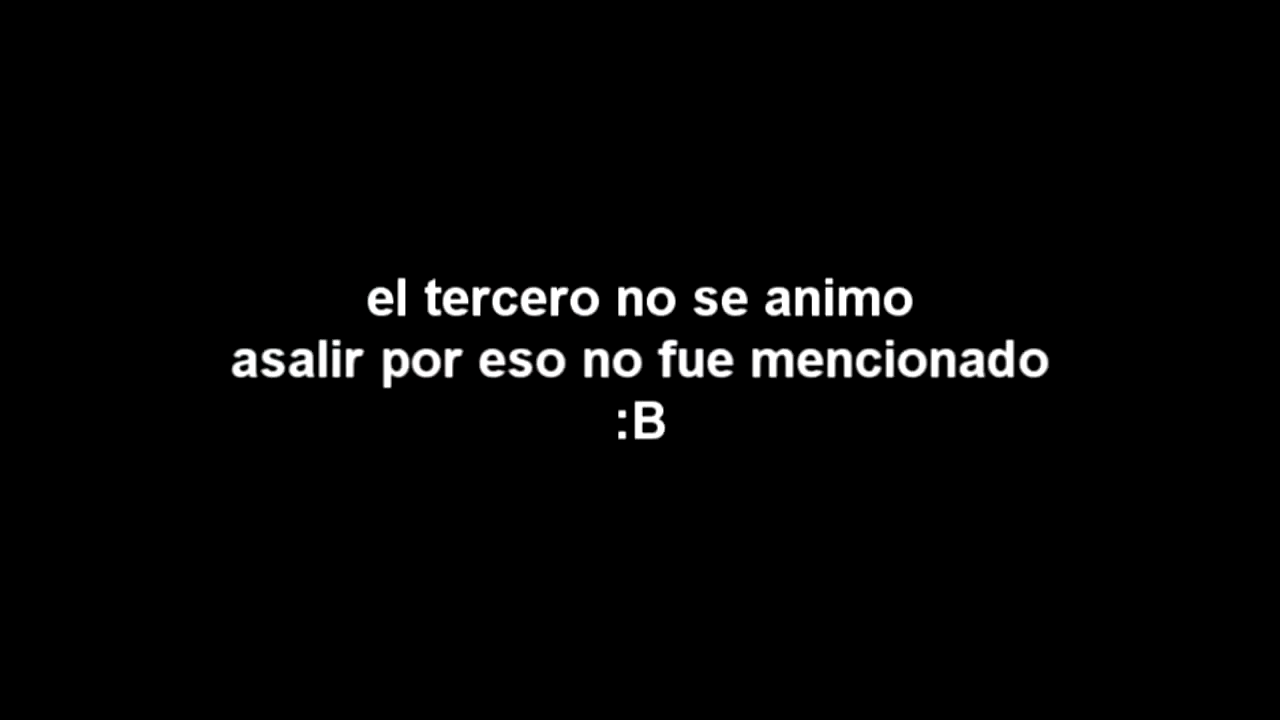 el tercero no se animo
asalir por eso no fue mencionado
:B